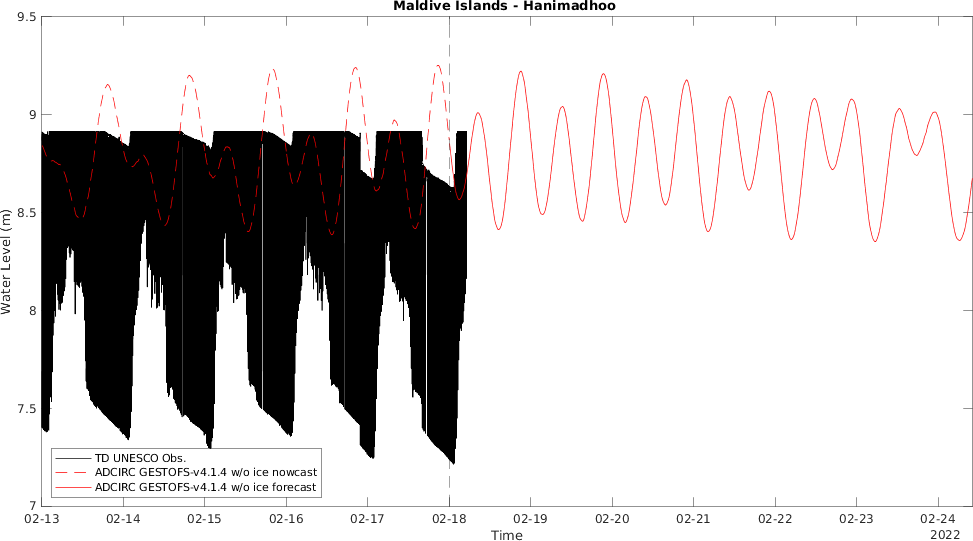 Maldive Islands - Hanimadhoo
Water Level (m)
9.5
9
8.5
8
7.5
7
TD UNESCO Obs.
ADCIRC GESTOFS-v4.1.4 w/o ice nowcast
ADCIRC GESTOFS-v4.1.4 w/o ice forecast
02-13 02-14 02-15 02-16 02-17 02-18 02-19 02-20 02-21 02-22 02-23 02-24
Time 2022